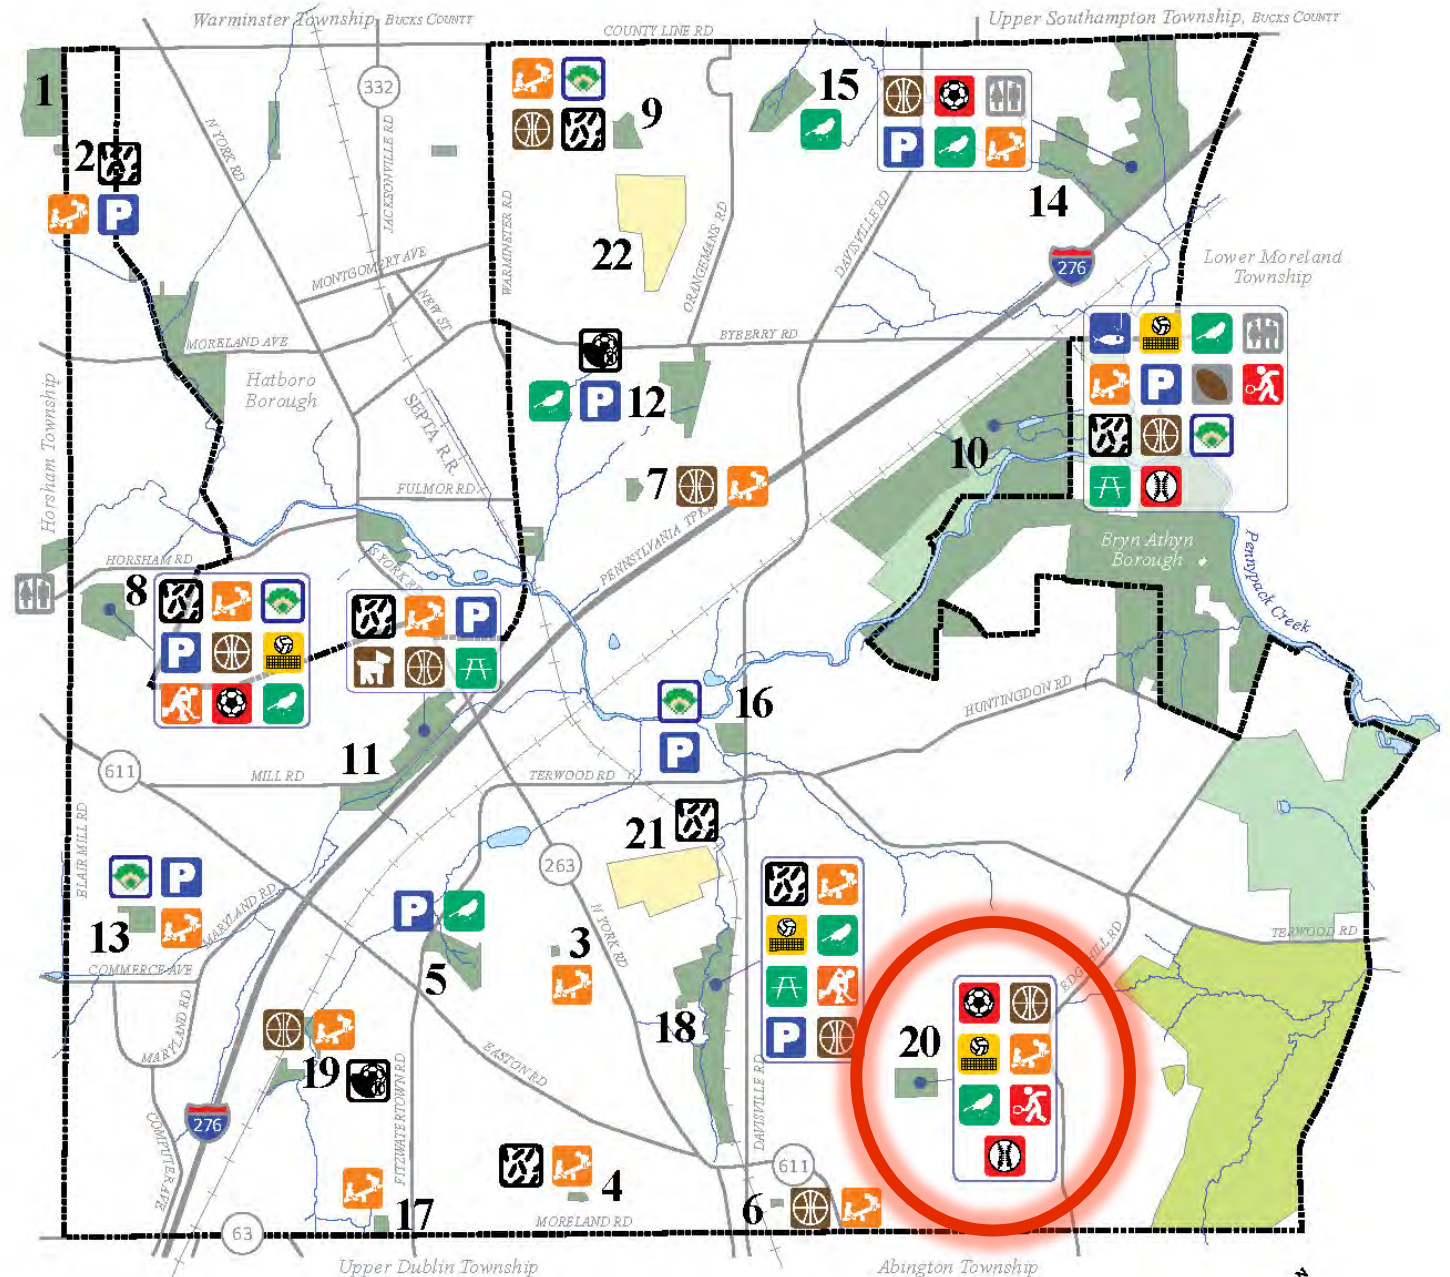 Warminster Township, BUCKS COUNTY
Upper Southampton Township, BUCKS COUNTY
COUNTY LINE RD
1
332
9
15
2
P
N YORK RD
JACKSONVILLE RD
P
14
WARMINSTER RD
ORANGEMANS RD
DAVISVILLE RD
22
MONTGOMERY AVE
NEW ST
276
Lower Moreland
Township
MORELAND AVE
BYBERRY RD
Hatboro
Borough
P
12
P
Horsham Township
SEPTA R.R.
10
7
FULMOR RD
PENNSYLVANIA TPKE
HORSHAM RD
S YORK RD
Bryn Athyn
Borough
Pennypack Creek
8
P
P
11
16
P
HUNTINGDON RD
611
MILL RD
TERWOOD RD
BLAIR MILL RD
21
263
P
13
MARYLAND RD
P
5
3
N YORK RD
EDGE HILL RD
TERWOOD RD
COMMERCE AVE
18
P
20
MARYLAND RD
19
EASTON RD
FITZWATERTOWN RD
DAVISVILLE RD
COMPUTER AVE
276
4
611
17
6
MORELAND RD
63
Upper Dublin Township
Abington Township